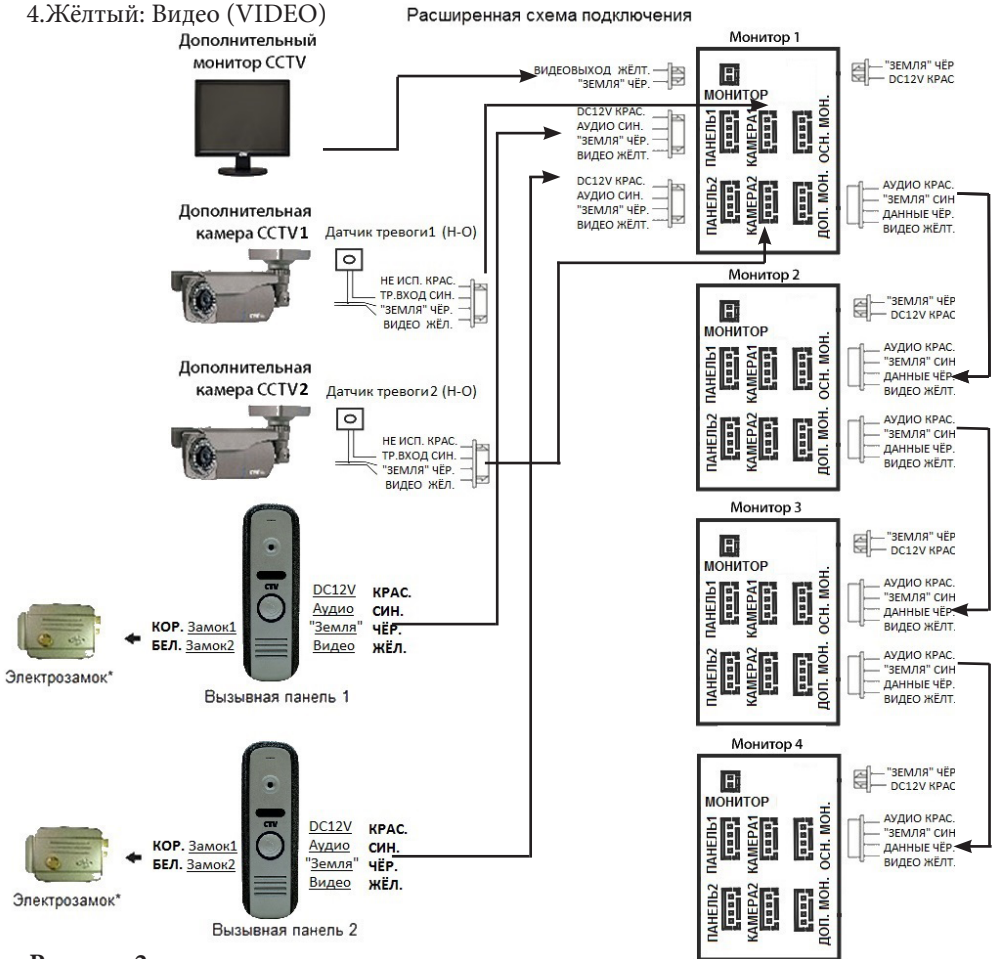 4.Жёлтый: Видео (VIDEO)
Расширенная схема подключения
Дополнительный
монитор CCTV
ВИДЕОВЫХОД ЖЁЛТ.
"ЗЕМЛЯ" ЧЁР.
DC12V КРАС.
АУДИО СИН.
"ЗЕМЛЯ" ЧЁР.
ВИДЕО ЖЁЛТ.
DC12V КРАС.
АУДИО СИН.
"ЗЕМЛЯ" ЧЁР.
ВИДЕО ЖЁЛТ.
Монитор 1
МОНИТОР
ПАНЕЛЬ1
КАМЕРА1
ОСН. МОН.
ПАНЕЛЬ2
КАМЕРА2
ДОП. МОН.
"ЗЕМЛЯ" ЧЁР
DC12V КРАС
АУДИО КРАС.
"ЗЕМЛЯ" СИН
ДАННЫЕ ЧЁР.
ВИДЕО ЖЁЛТ.
Дополнительная
камера CCTV1
Датчик тревоги1 (Н-О)
НЕ ИСП. КРАС.
ТР.ВХОД СИН.
"ЗЕМЛЯ" ЧЁР.
ВИДЕО ЖЁЛ.
Монитор 2
МОНИТОР
ПАНЕЛЬ1
КАМЕРА1
ОСН. МОН.
ПАНЕЛЬ2
КАМЕРА2
ДОП. МОН.
"ЗЕМЛЯ" ЧЁР
DC12V КРАС
АУДИО КРАС.
"ЗЕМЛЯ" СИН
ДАННЫЕ ЧЁР.
ВИДЕО ЖЁЛТ.
АУДИО КРАС.
"ЗЕМЛЯ" СИН
ДАННЫЕ ЧЁР.
ВИДЕО ЖЁЛТ.
Дополнительная
камера CCTV2
Датчик тревоги2 (Н-О)
НЕ ИСП. КРАС.
ТР.ВХОД СИН.
"ЗЕМЛЯ" ЧЁР.
ВИДЕО ЖЁЛ.
Монитор 3
МОНИТОР
ПАНЕЛЬ1
КАМЕРА1
ОСН. МОН.
ПАНЕЛЬ2
КАМЕРА2
ДОП. МОН.
"ЗЕМЛЯ" ЧЁР
DC12V КРАС
АУДИО КРАС.
"ЗЕМЛЯ" СИН
ДАННЫЕ ЧЁР.
ВИДЕО ЖЁЛТ.
АУДИО КРАС.
"ЗЕМЛЯ" СИН
ДАННЫЕ ЧЁР.
ВИДЕО ЖЁЛТ.
CTV
DC12V КРАС.
Аудио СИН.
"Земля" ЧЁР.
Видео ЖЁЛ.
КОР. Замок1
БЕЛ. Замок2
Электрозамок*
Вызывная панель 1
Монитор 4
МОНИТОР
ПАНЕЛЬ1
КАМЕРА1
ОСН. МОН.
ПАНЕЛЬ2
КАМЕРА2
ДОП. МОН.
"ЗЕМЛЯ" ЧЁР
DC12V КРАС
АУДИО КРАС.
"ЗЕМЛЯ" СИН
ДАННЫЕ ЧЁР.
ВИДЕО ЖЁЛТ.
CTV
DC12V КРАС.
Аудио СИН.
"Земля" ЧЁР.
Видео ЖЁЛ.
КОР. Замок1
БЕЛ. Замок2
Электрозамок*
Вызывная панель 2